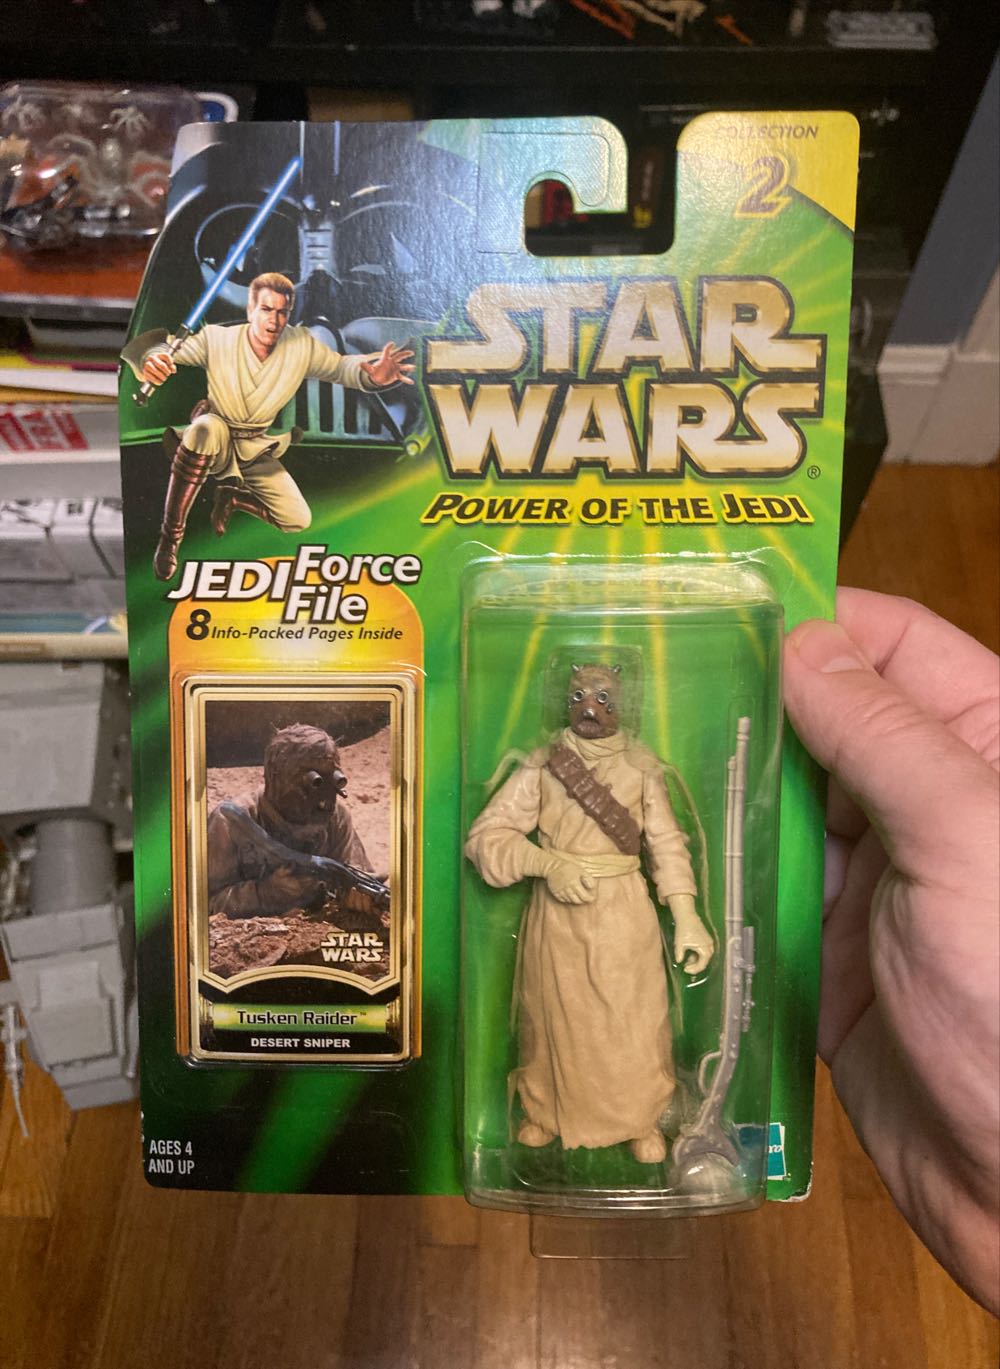 COLLECTION
2
STAR
WARS®
POWER OF THE JEDI
JEDI Force
File
8 Info-Packed Pages Inside
STAR
WARS
Tusken Raider™
DESERT SNIPER
AGES 4
AND UP